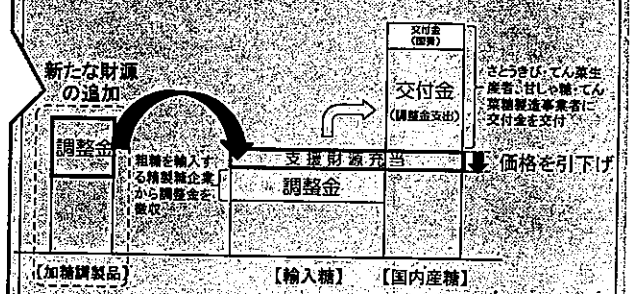 新たな財源
の追加
調整金
粗糖を輸入す
る精製糖企業
から調整金を
徴収
支援財源充当
調整金
交付金
(国費)
交付金
(調整金支出)
さとうきび・てん菜生
産者、甘しゃ糖・てん
菜糖製造事業者に
交付金を交付
価格を引下げ
【加糖調製品】
【輸入糖】
【国内産糖】